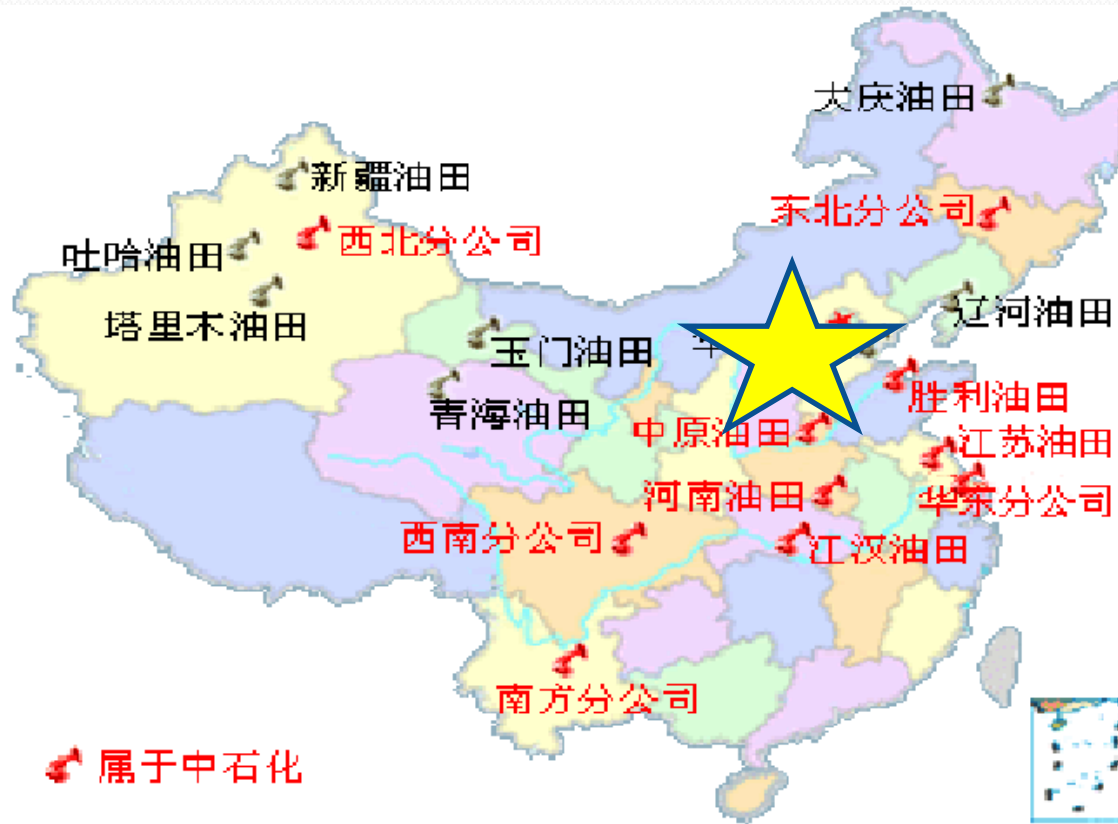 大庆油田
新疆油田
东北分公司
西北分公司
吐哈油田
辽河油田
塔里木油田
玉门油田
胜利油田
青海油田
中原油田
江苏油田
河南油田
华东分公司
西南分公司
江汉油田
南方分公司
属于中石化